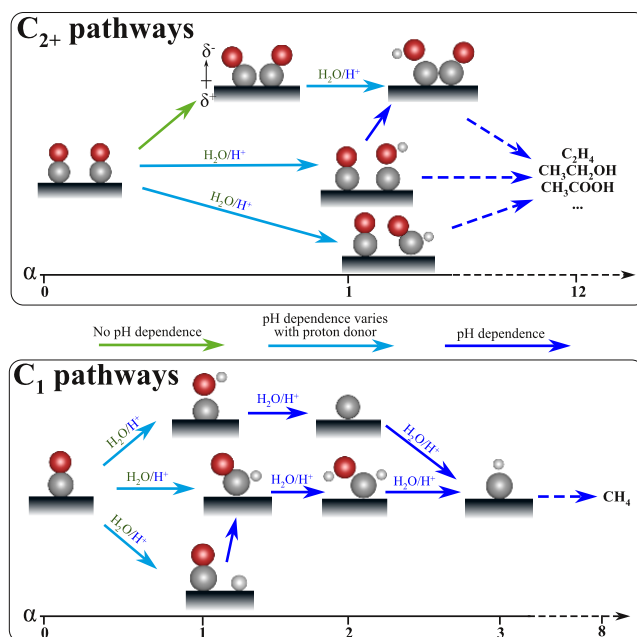 C₂₊ pathways
δ-
δ+
H₂O/H⁺
H₂O/H⁺
H₂O/H⁺
C₂H₄
CH₃CH₂OH
CH₃COOH
...
α
0 1 12
No pH dependence
pH dependence varies
with proton donor
pH dependence
C₁ pathways
H₂O/H⁺
H₂O/H⁺
H₂O/H⁺
H₂O/H⁺
H₂O/H⁺
H₂O/H⁺
H₂O/H⁺
CH₄
α
0 1 2 3 8